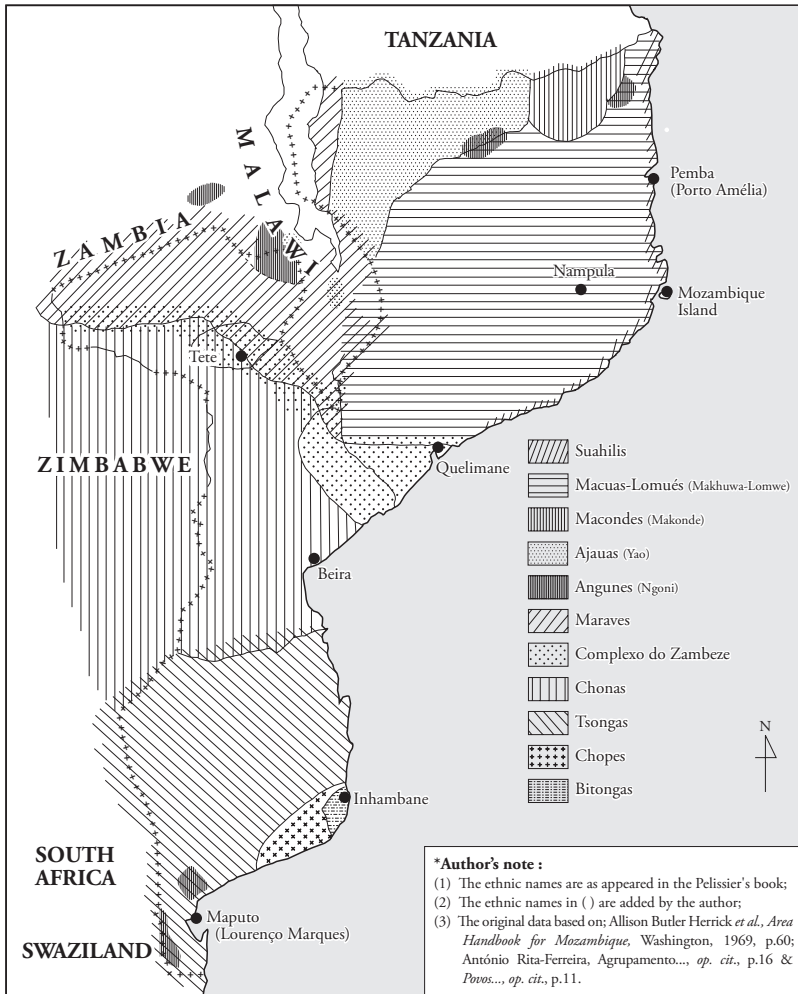 TANZANIA
MALAWI
ZAMBIA
Pemba
(Porto Amélia)
Nampula
Mozambique
Island
Tete
ZIMBABWE
Quelimane
Beira
Suahilis
Macuas-Lomués (Makhuwa-Lomwe)
Macondes (Makonde)
Ajauas (Yao)
Angunes (Ngoni)
Maraves
Complexo do Zambeze
Chonas
Tsongas
Chopes
Bitongas
N
Inhambane
SOUTH
AFRICA
Maputo
(Lourenço Marques)
SWAZILAND
*Author's note :
(1) The ethnic names are as appeared in the Pelissier's book;
(2) The ethnic names in ( ) are added by the author;
(3) The original data based on; Allison Butler Herrick et al., Area
Handbook for Mozambique, Washington, 1969, p.60;
António Rita-Ferreira, Agrupamento..., op. cit., p.16 &
Povos..., op. cit., p.11.